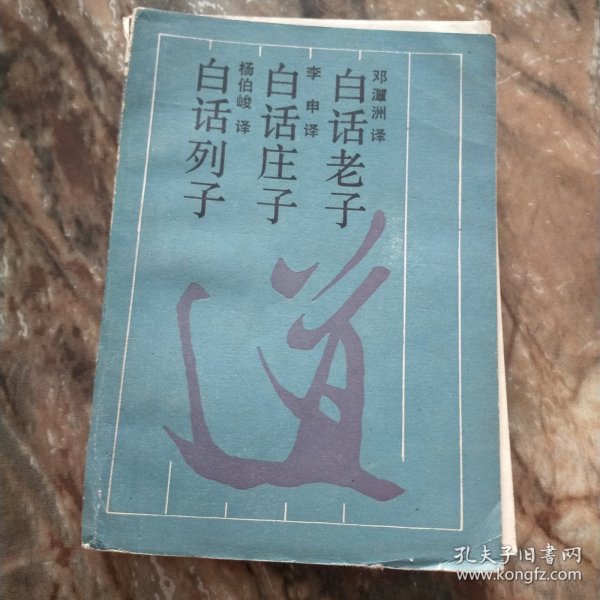 白话老子
邓潭洲 译
白话庄子
李申 译
白话列子
杨伯峻 译
道
孔夫子旧书网
www.kongfz.com